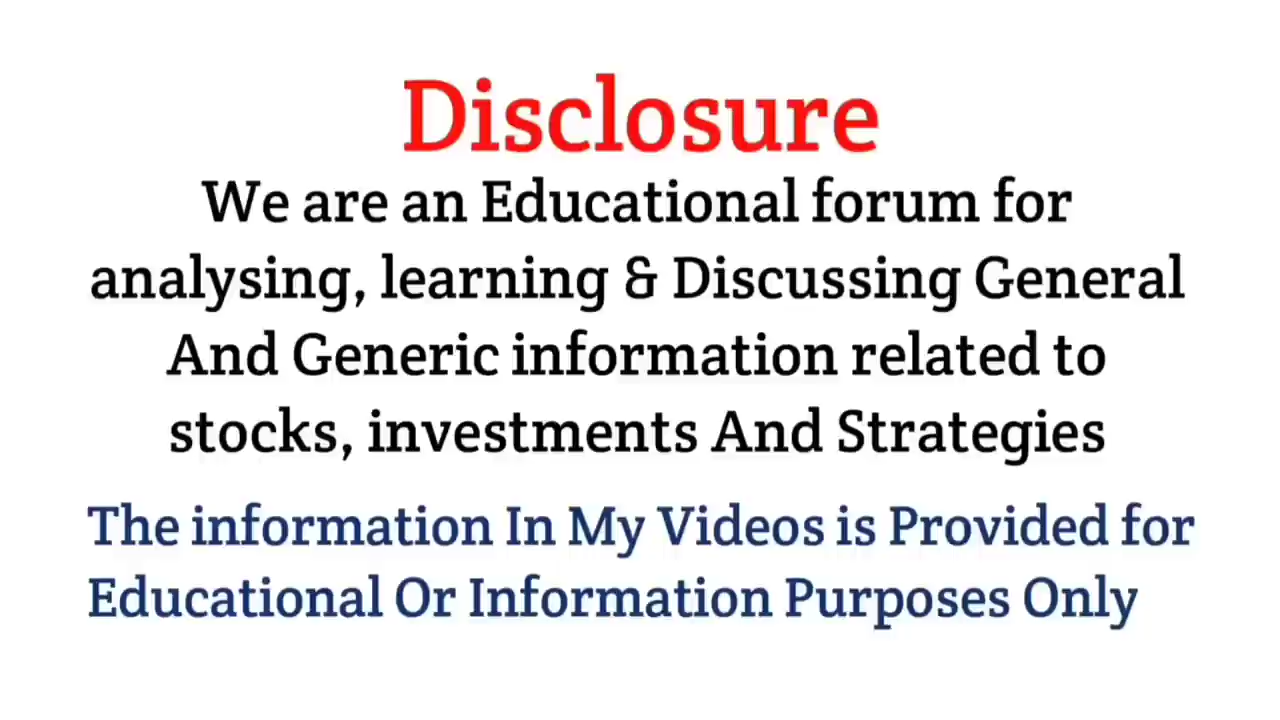 Disclosure
We are an Educational forum for
analysing, learning & Discussing General
And Generic information related to
stocks, investments And Strategies
The information In My Videos is Provided for
Educational Or Information Purposes Only